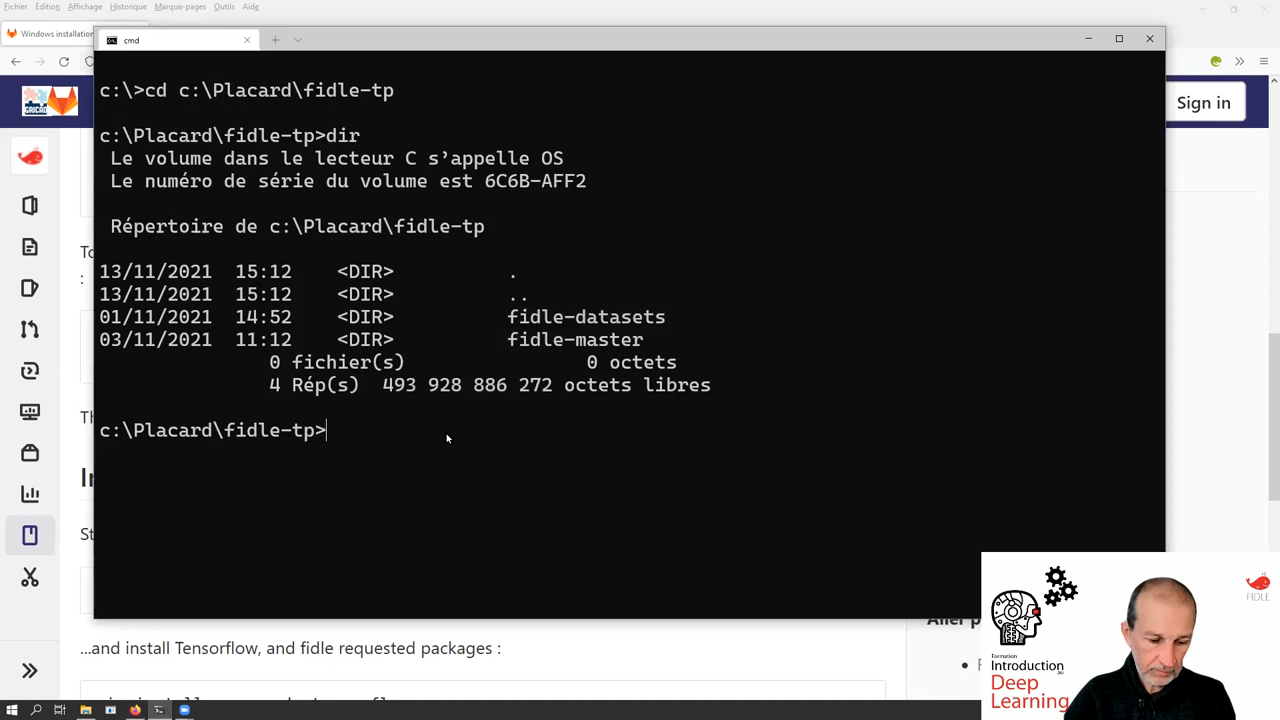 Fichier Édition Affichage Historique Marque-pages Outils Aide
Windows installation
cmd
Sign in
c:\>cd c:\Placard\fidle-tp
c:\Placard\fidle-tp>dir
Le volume dans le lecteur C s’appelle OS
Le numéro de série du volume est 6C6B-AFF2
Répertoire de c:\Placard\fidle-tp
13/11/2021 15:12 <DIR> .
13/11/2021 15:12 <DIR> ..
01/11/2021 14:52 <DIR> fidle-datasets
03/11/2021 11:12 <DIR> fidle-master
0 fichier(s) 0 octets
4 Rép(s) 493 928 886 272 octets libres
c:\Placard\fidle-tp>
...and install Tensorflow, and fidle requested packages :
FIDLE
Formation
Introduction
au
Deep
Learning